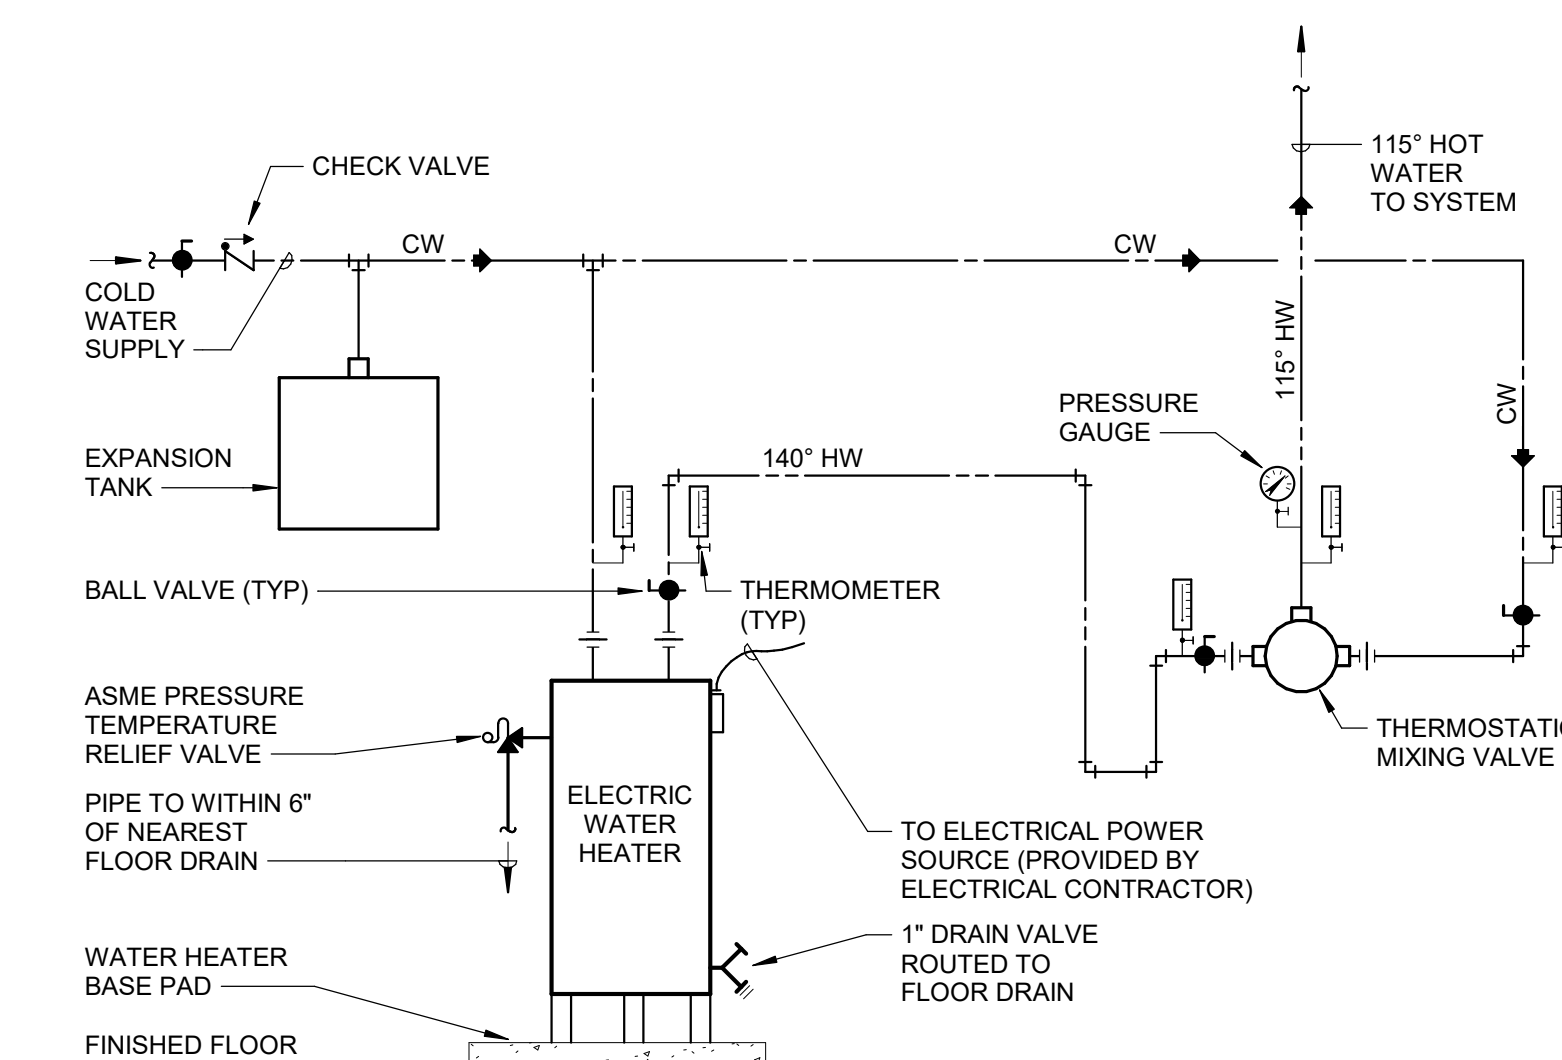 CHECK VALVE
115° HOT
WATER
TO SYSTEM
CW
CW
COLD
WATER
SUPPLY
115° HW
CW
PRESSURE
GAUGE
EXPANSION
TANK
140° HW
BALL VALVE (TYP)
THERMOMETER
(TYP)
ASME PRESSURE
TEMPERATURE
RELIEF VALVE
THERMOSTATIC
MIXING VALVE
PIPE TO WITHIN 6"
OF NEAREST
FLOOR DRAIN
ELECTRIC
WATER
HEATER
TO ELECTRICAL POWER
SOURCE (PROVIDED BY
ELECTRICAL CONTRACTOR)
1" DRAIN VALVE
ROUTED TO
FLOOR DRAIN
WATER HEATER
BASE PAD
FINISHED FLOOR